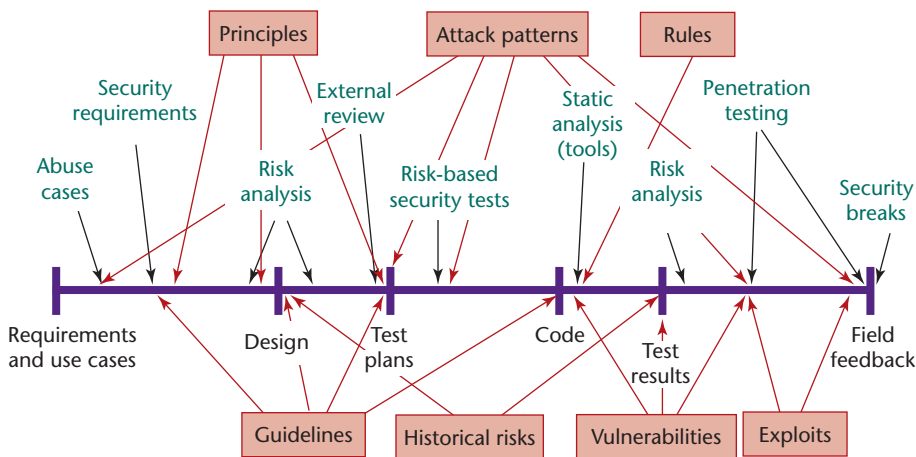 Principles
Attack patterns
Rules
Security
requirements
External
review
Static
analysis
(tools)
Penetration
testing
Abuse
cases
Risk
analysis
Risk-based
security tests
Risk
analysis
Security
breaks
Requirements
and use cases
Design
Test
plans
Code
Test
results
Field
feedback
Guidelines
Historical risks
Vulnerabilities
Exploits